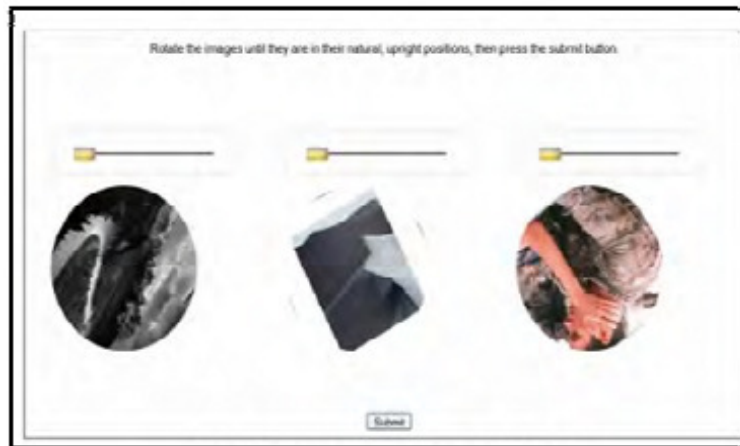 Rotate the images until they are in their natural, upright positions, then press the submit button.
Submit